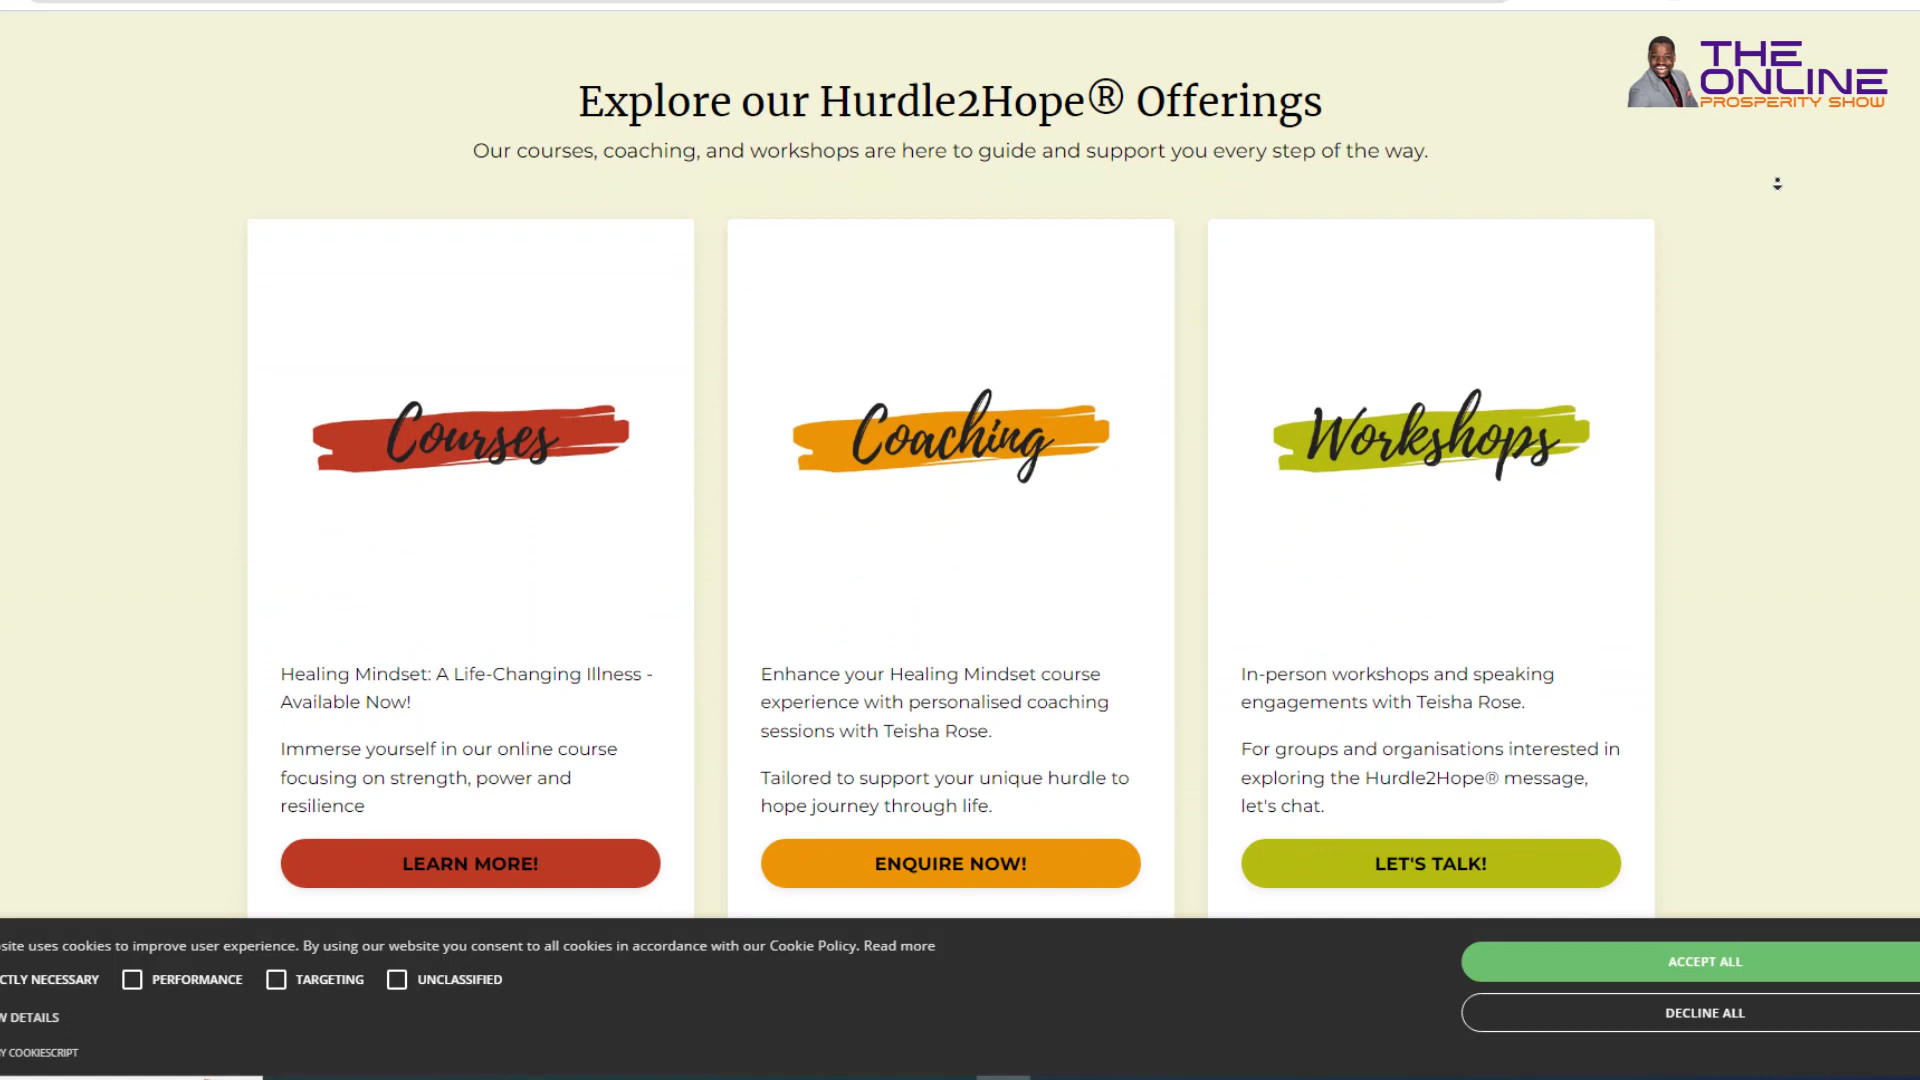 THE
ONLINE
PROSPERITY SHOW
Explore our Hurdle2Hope® Offerings
Our courses, coaching, and workshops are here to guide and support you every step of the way.
Courses
Healing Mindset: A Life-Changing Illness -
Available Now!
Immerse yourself in our online course
focusing on strength, power and
resilience
LEARN MORE!
Coaching
Enhance your Healing Mindset course
experience with personalised coaching
sessions with Teisha Rose.
Tailored to support your unique hurdle to
hope journey through life.
ENQUIRE NOW!
Workshops
In-person workshops and speaking
engagements with Teisha Rose.
For groups and organisations interested in
exploring the Hurdle2Hope® message,
let's chat.
LET'S TALK!
site uses cookies to improve user experience. By using our website you consent to all cookies in accordance with our Cookie Policy. Read more
CTLY NECESSARY PERFORMANCE TARGETING UNCLASSIFIED
W DETAILS
Y COOKIESCRIPT
ACCEPT ALL
DECLINE ALL